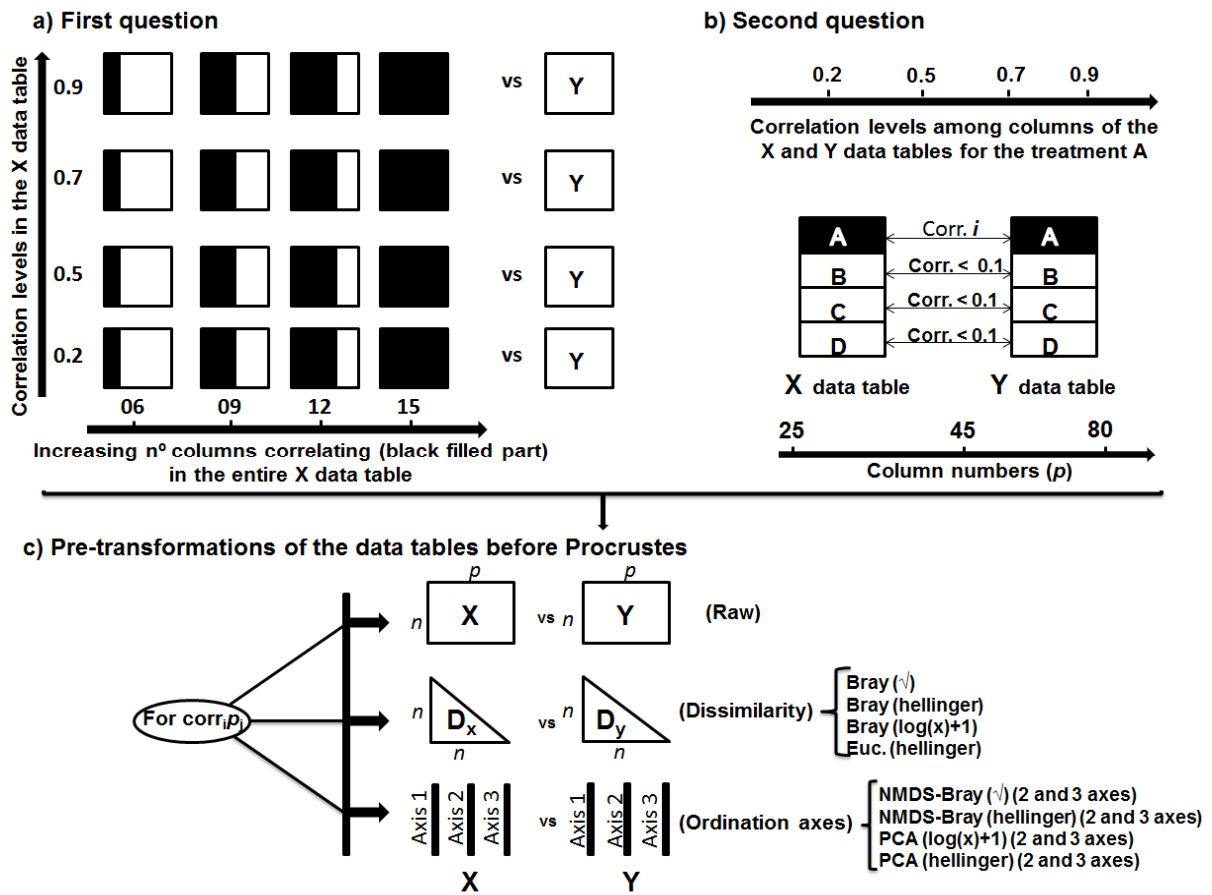 a) First question
Correlation levels in the X data table
0.9
vs
Y
0.7
vs
Y
0.5
vs
Y
0.2
vs
Y
06 09 12 15
Increasing nº columns correlating (black filled part)
in the entire X data table
b) Second question
0.2 0.5 0.7 0.9
Correlation levels among columns of the
X and Y data tables for the treatment A
A Corr. i A
B Corr. < 0.1 B
C Corr. <0.1 C
D Corr. <0.1 D
X data table Y data table
25 45 80
Column numbers (p)
c) Pre-transformations of the data tables before Procrustes
For corrᵢpⱼ
p p
n X vs n Y (Raw)
n Dx vs n Dy (Dissimilarity)
n n
Bray (√)
Bray (hellinger)
Bray (log(x)+1)
Euc. (hellinger)
Axis 1 Axis 2 Axis 3 vs Axis 1 Axis 2 Axis 3 (Ordination axes)
X Y
NMDS-Bray (√) (2 and 3 axes)
NMDS-Bray (hellinger) (2 and 3 axes)
PCA (log(x)+1) (2 and 3 axes)
PCA (hellinger) (2 and 3 axes)